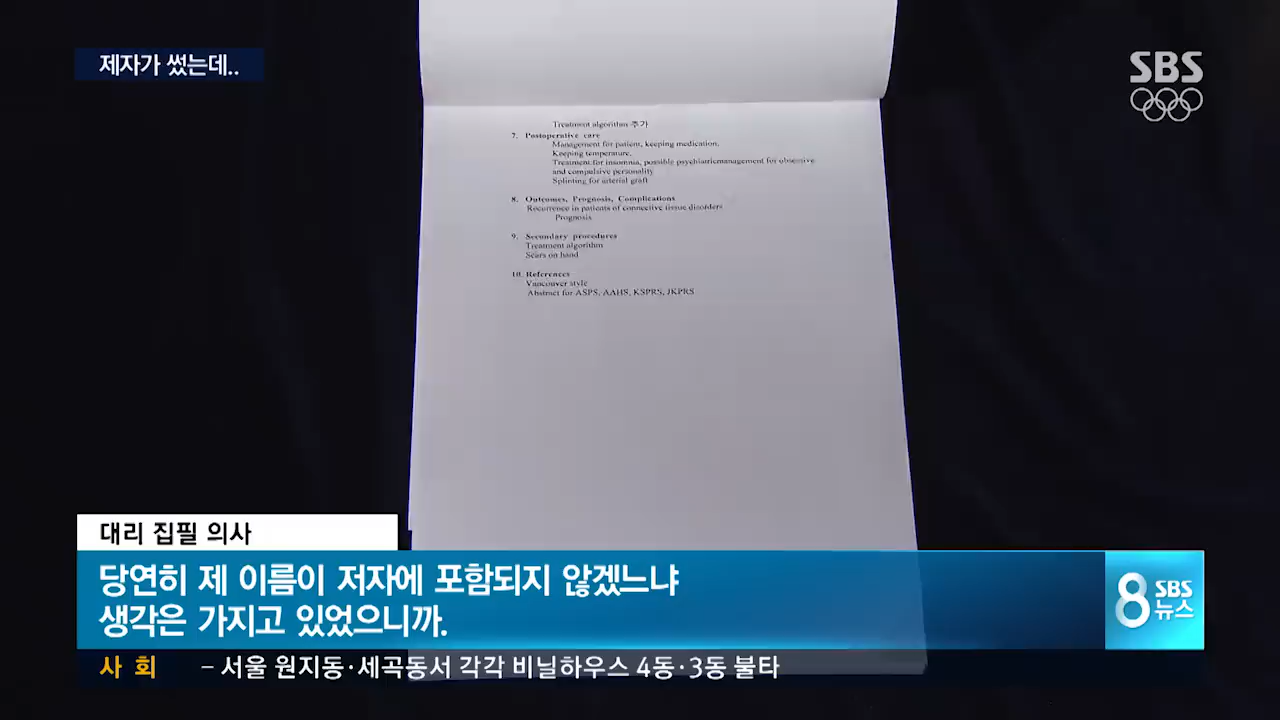 제자가 썼는데..
SBS
Treatment algorithm 추가
7. Postoperative care
Management for patient, keeping medication.
Keeping temperature.
Treatment for insomnia, possible psychiatricmanagement for obsessive
and compulsive personality
Splinting for arterial graft
8. Outcomes, Prognosis, Complications
Recurrence in patients of connective tissue disorders
Prognosis
9. Secondary procedures
Treatment algorithm
Scars on hand
10. References
Vancouver style
Abstract for ASPS, AAHS, KSPRS, JKPRS
대리 집필 의사
당연히 제 이름이 저자에 포함되지 않겠느냐
생각은 가지고 있었으니까.
8 SBS 뉴스
사회 - 서울 원지동·세곡동서 각각 비닐하우스 4동·3동 불타